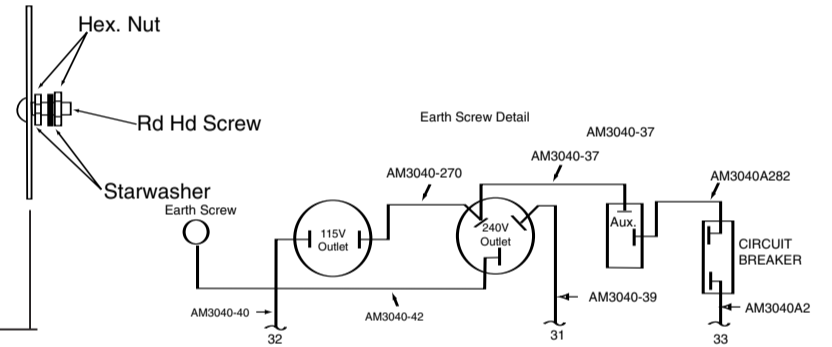 Hex. Nut
Rd Hd Screw
Starwasher
Earth Screw Detail
AM3040-37
AM3040-37
AM3040-270
AM3040A282
Earth Screw
115V
Outlet
240V
Outlet
Aux.
CIRCUIT
BREAKER
AM3040-40
AM3040-42
AM3040-39
AM3040A2
32
31
33